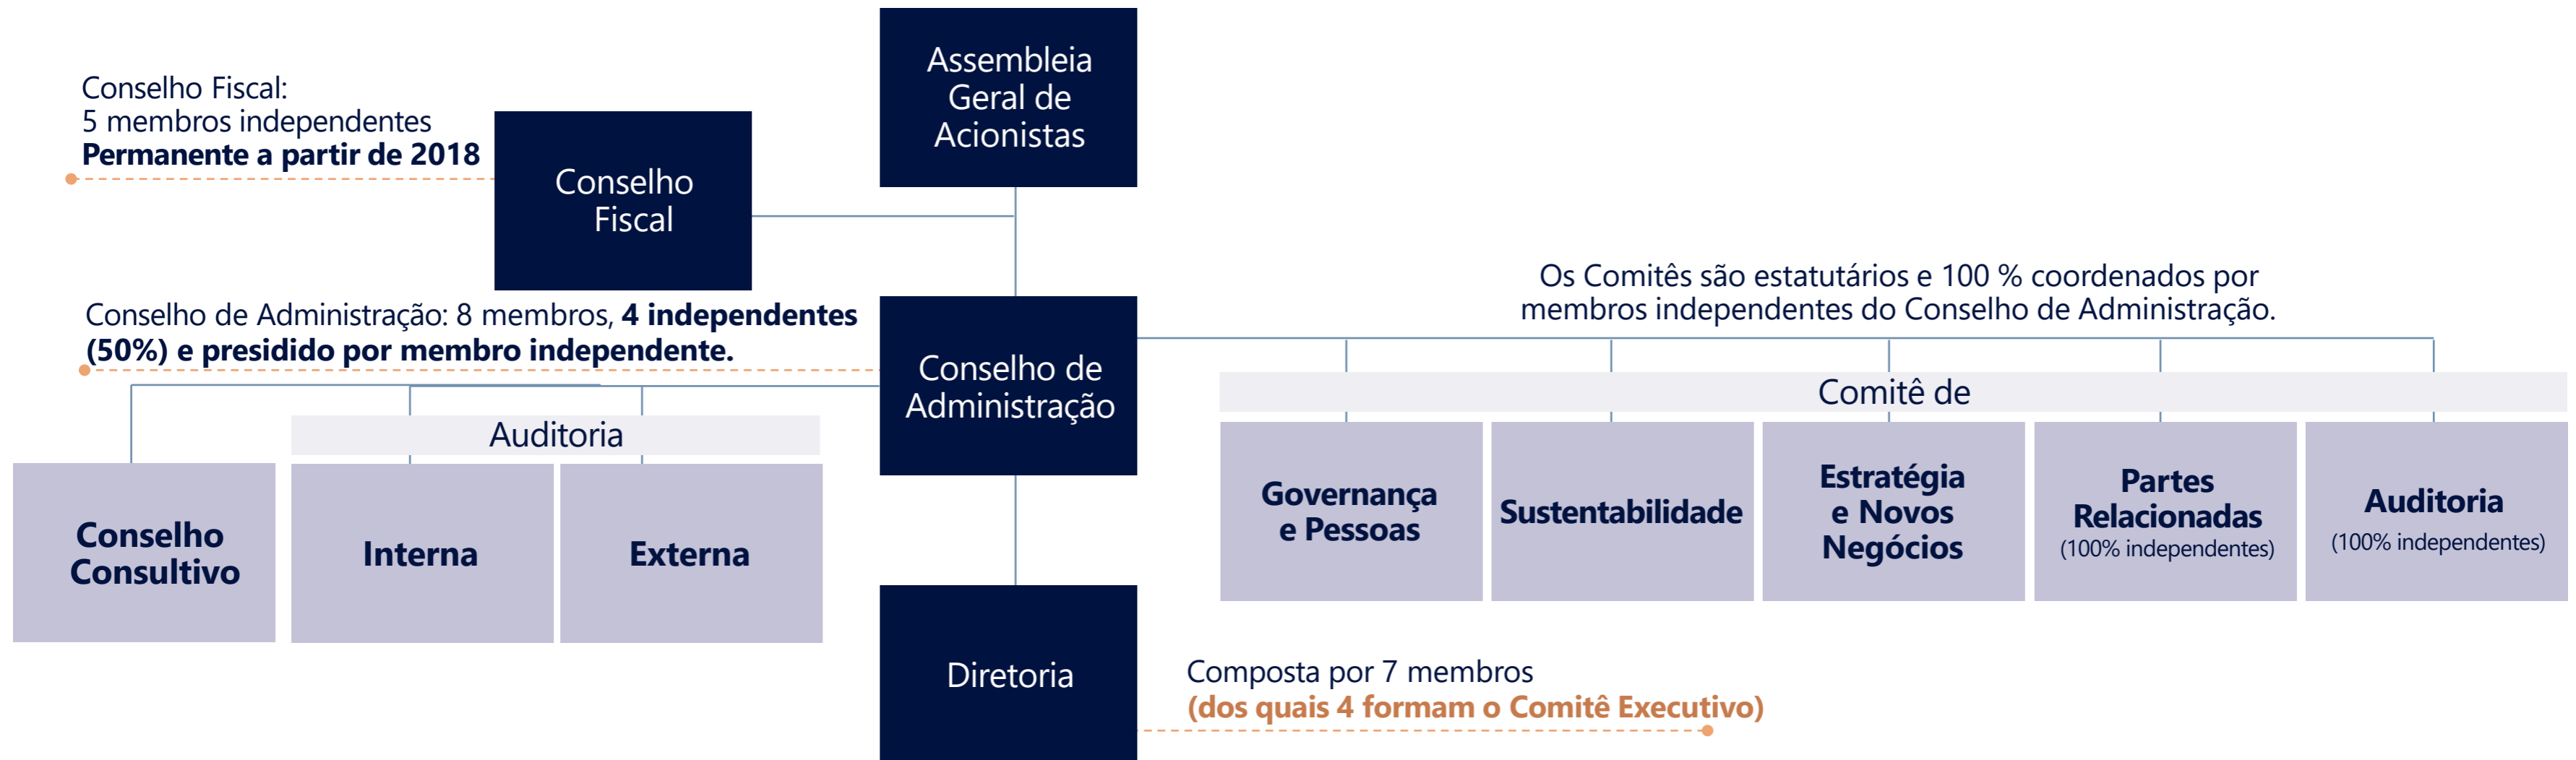 Assembleia
Geral de
Acionistas
Conselho Fiscal:
5 membros independentes
Permanente a partir de 2018
Conselho
Fiscal
Conselho de Administração: 8 membros, 4 independentes
(50%) e presidido por membro independente.
Conselho de
Administração
Os Comitês são estatutários e 100 % coordenados por
membros independentes do Conselho de Administração.
Auditoria
Conselho
Consultivo
Interna
Externa
Comitê de
Governança
e Pessoas
Sustentabilidade
Estratégia
e Novos
Negócios
Partes
Relacionadas
(100% independentes)
Auditoria
(100% independentes)
Diretoria
Composta por 7 membros
(dos quais 4 formam o Comitê Executivo)